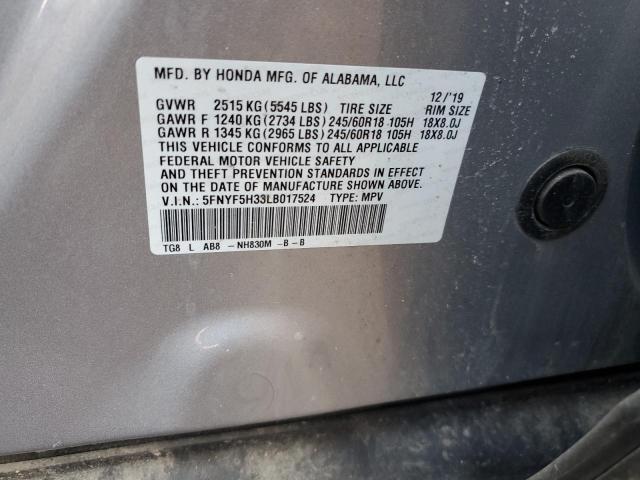 MFD. BY HONDA MFG. OF ALABAMA, LLC
12/'19
GVWR 2515 KG (5545 LBS) TIRE SIZE RIM SIZE
GAWR F 1240 KG (2734 LBS) 245/60R18 105H 18X8.0J
GAWR R 1345 KG (2965 LBS) 245/60R18 105H 18X8.0J
THIS VEHICLE CONFORMS TO ALL APPLICABLE
FEDERAL MOTOR VEHICLE SAFETY
AND THEFT PREVENTION STANDARDS IN EFFECT
ON THE DATE OF MANUFACTURE SHOWN ABOVE.
V.I.N.: 5FNYF5H33LB017524 TYPE: MPV
TG8 L AB8 -NH830M -B-B